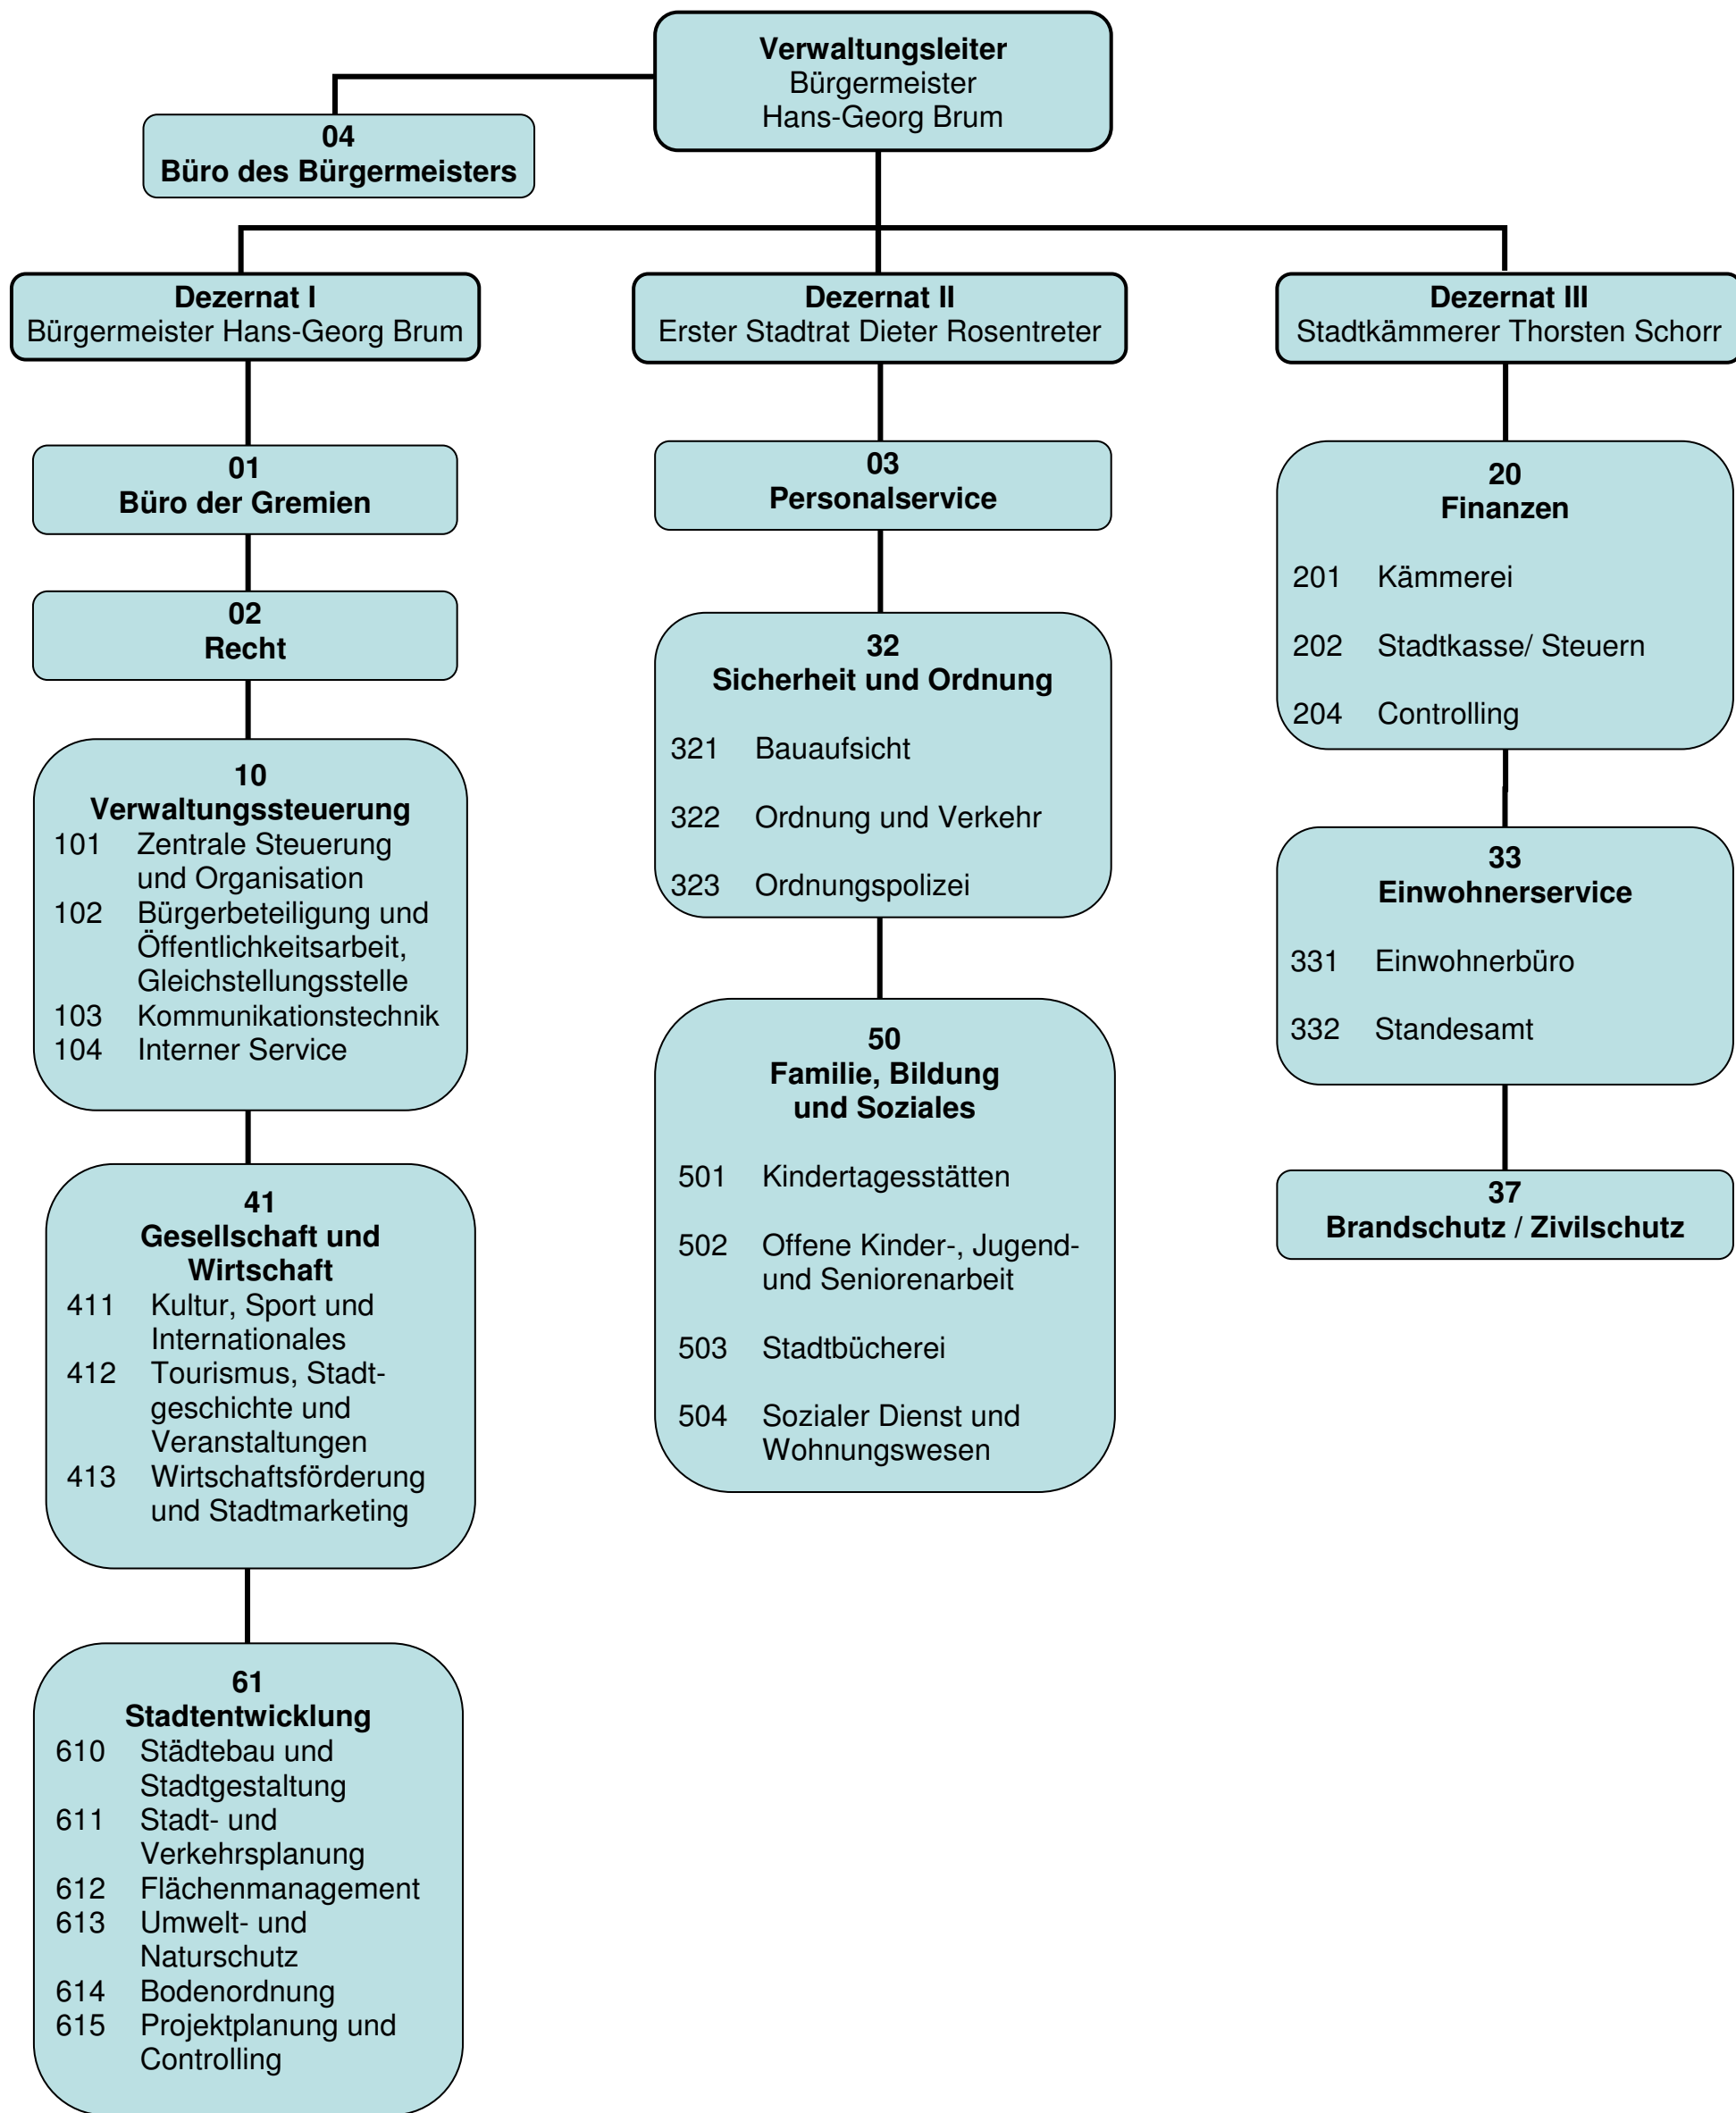 Verwaltungsleiter
Bürgermeister
Hans-Georg Brum
04
Büro des Bürgermeisters
Dezernat I
Bürgermeister Hans-Georg Brum
01
Büro der Gremien
02
Recht
10
Verwaltungssteuerung
101 Zentrale Steuerung
und Organisation
102 Bürgerbeteiligung und
Öffentlichkeitsarbeit,
Gleichstellungsstelle
103 Kommunikationstechnik
104 Interner Service
41
Gesellschaft und
Wirtschaft
411 Kultur, Sport und
Internationales
412 Tourismus, Stadt-
geschichte und
Veranstaltungen
413 Wirtschaftsförderung
und Stadtmarketing
61
Stadtentwicklung
610 Städtebau und
Stadtgestaltung
611 Stadt- und
Verkehrsplanung
612 Flächenmanagement
613 Umwelt- und
Naturschutz
614 Bodenordnung
615 Projektplanung und
Controlling
Dezernat II
Erster Stadtrat Dieter Rosentreter
03
Personalservice
32
Sicherheit und Ordnung
321 Bauaufsicht
322 Ordnung und Verkehr
323 Ordnungspolizei
50
Familie, Bildung
und Soziales
501 Kindertagesstätten
502 Offene Kinder-, Jugend-
und Seniorenarbeit
503 Stadtbücherei
504 Sozialer Dienst und
Wohnungswesen
Dezernat III
Stadtkämmerer Thorsten Schorr
20
Finanzen
201 Kämmerei
202 Stadtkasse/ Steuern
204 Controlling
33
Einwohnerservice
331 Einwohnerbüro
332 Standesamt
37
Brandschutz / Zivilschutz